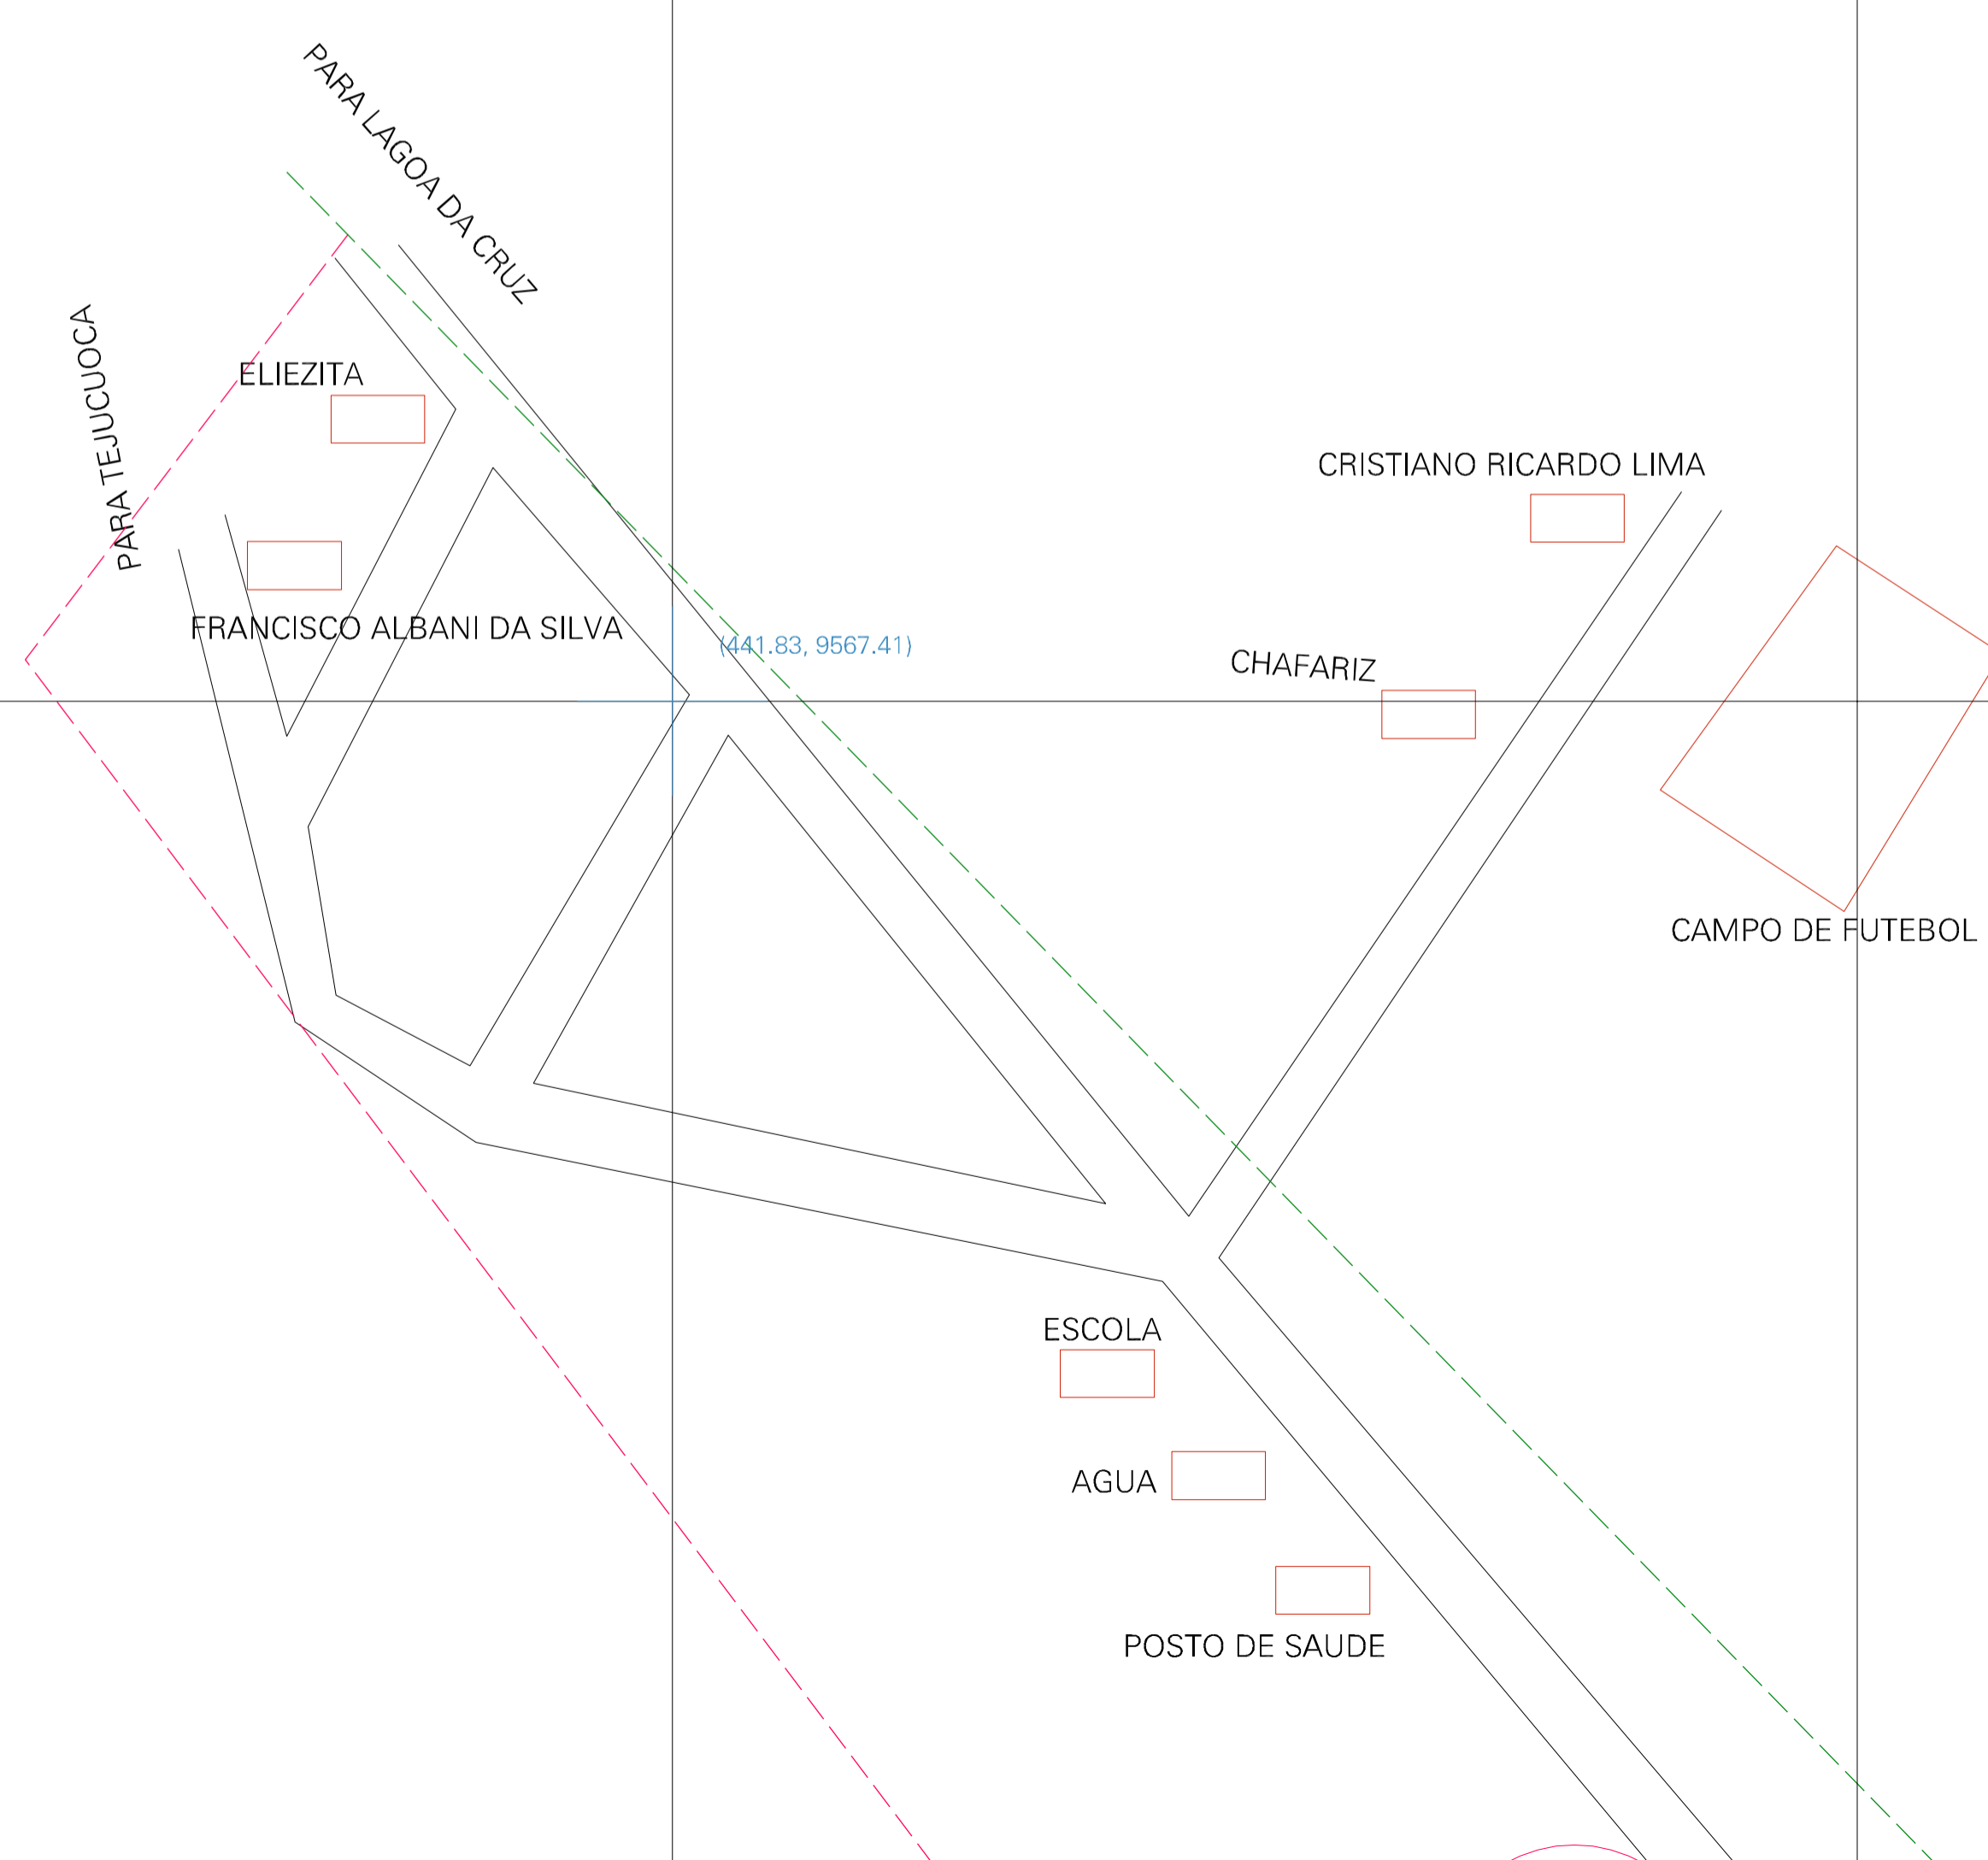 PARA LAGOA DA CRUZ
PARA TEJUCUOCA
ELIEZITA
CRISTIANO RICARDO LIMA
FRANCISCO ALBANI DA SILVA
(441.83, 9567.41)
CHAFARIZ
CAMPO DE FUTEBOL
ESCOLA
AGUA
POSTO DE SAUDE